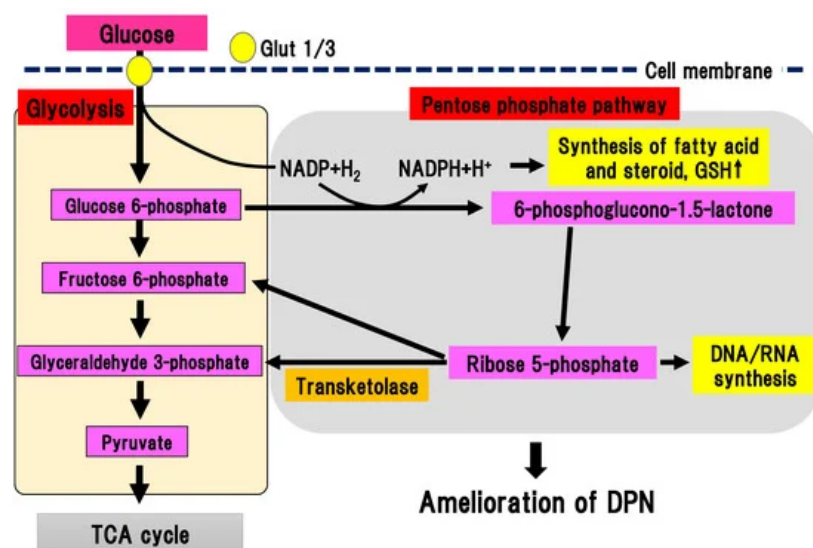 Glucose
Glut 1/3
Cell membrane
Glycolysis
Pentose phosphate pathway
NADP+H₂
NADPH+H⁺
Synthesis of fatty acid
and steroid, GSH↑
Glucose 6-phosphate
6-phosphoglucono-1.5-lactone
Fructose 6-phosphate
Glyceraldehyde 3-phosphate
Transketolase
Ribose 5-phosphate
DNA/RNA
synthesis
Pyruvate
Amelioration of DPN
TCA cycle